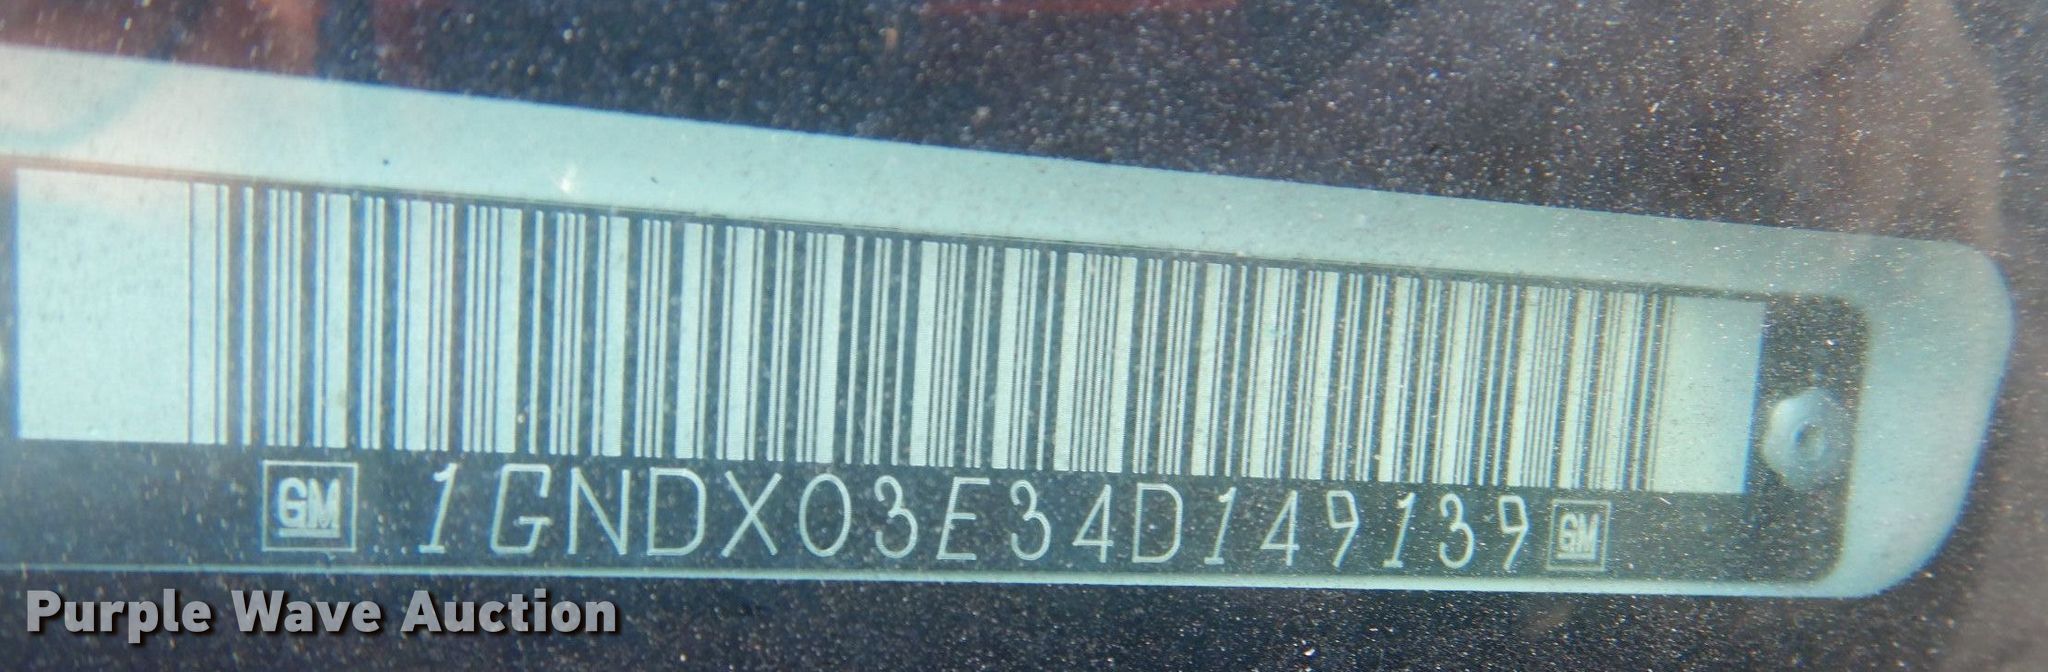 GM 1GNDX03E34D149139 GM
Purple Wave Auction